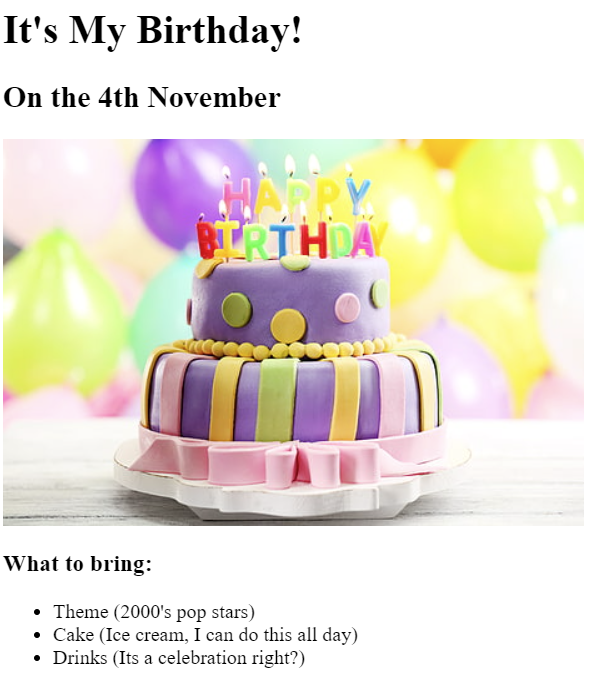 It's My Birthday!
On the 4th November
HAPPY
BIRTHDAY
What to bring:
Theme (2000's pop stars)
Cake (Ice cream, I can do this all day)
Drinks (Its a celebration right?)